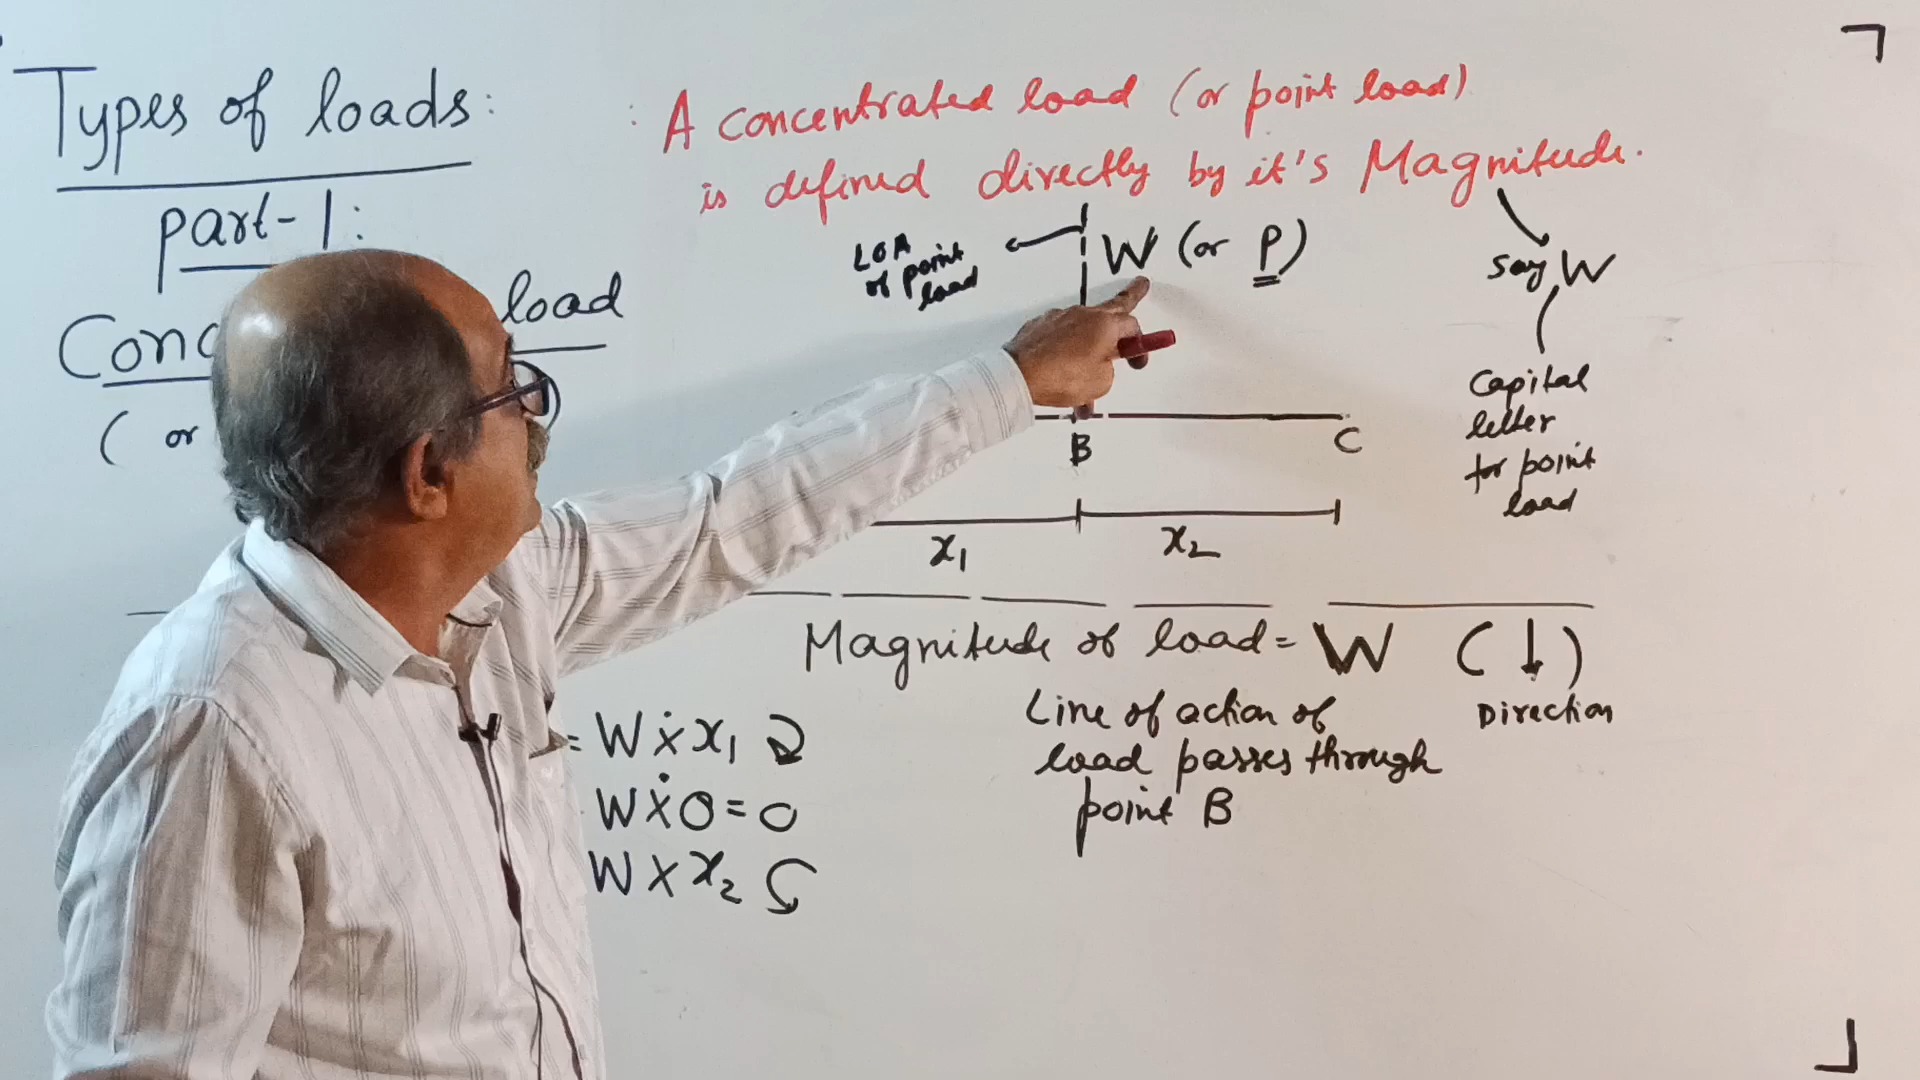 Types of loads:
Part-1:
Conc load
( or
: A concentrated load (or point load)
is defined directly by it's Magnitude.
LOA
of point
load
W (or P)
say W
Capital
letter
for point
load
B
C
x1
x2
Magnitude of load = W (↓)
Direction
Line of action of
load passes through
point B
= W × x1
W × 0 = 0
W × x2